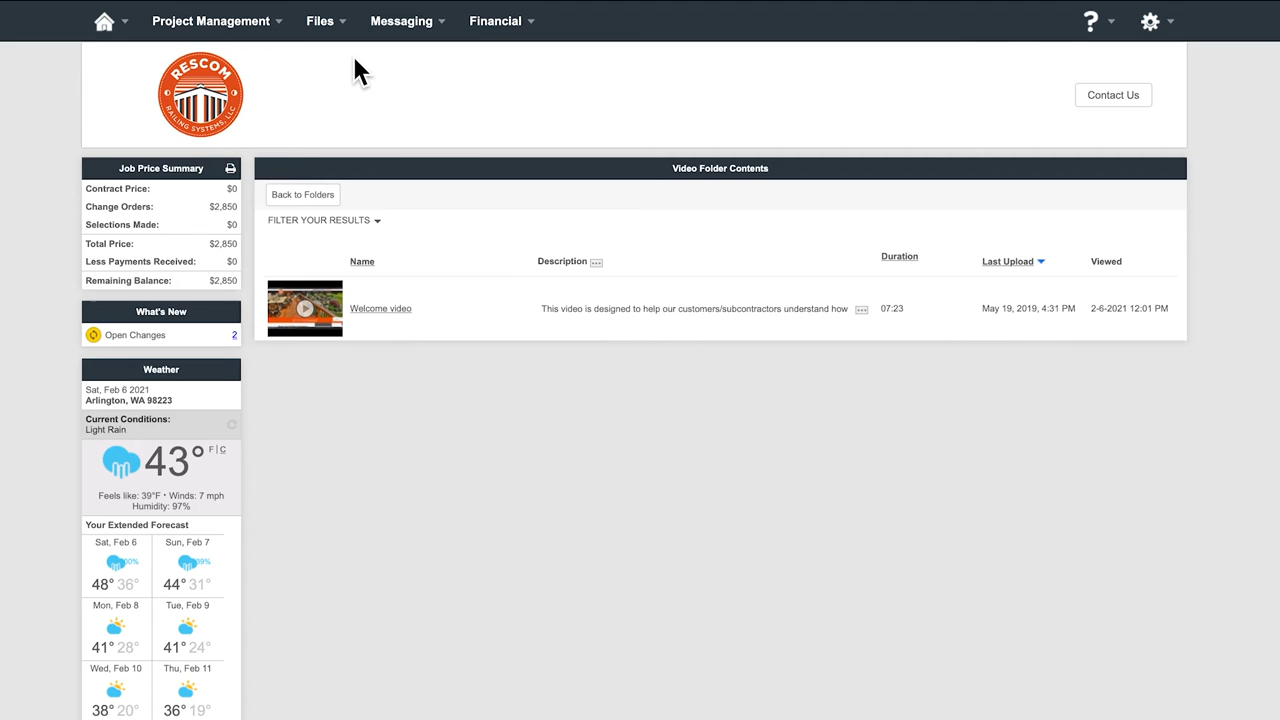 Project Management Files Messaging Financial ?
RESCOM
RAILING SYSTEMS, LLC
Contact Us
Job Price Summary
Contract Price: $0
Change Orders: $2,850
Selections Made: $0
Total Price: $2,850
Less Payments Received: $0
Remaining Balance: $2,850
What's New
Open Changes 2
Weather
Sat, Feb 6 2021
Arlington, WA 98223
Current Conditions:
Light Rain
43° F|C
Feels like: 39°F • Winds: 7 mph
Humidity: 97%
Your Extended Forecast
Sat, Feb 6 Sun, Feb 7
48° 36° 44° 31°
Mon, Feb 8 Tue, Feb 9
41° 28° 41° 24°
Wed, Feb 10 Thu, Feb 11
38° 20° 36° 19°
Video Folder Contents
Back to Folders
FILTER YOUR RESULTS
Name Description Duration Last Upload Viewed
Welcome video This video is designed to help our customers/subcontractors understand how 07:23 May 19, 2019, 4:31 PM 2-6-2021 12:01 PM